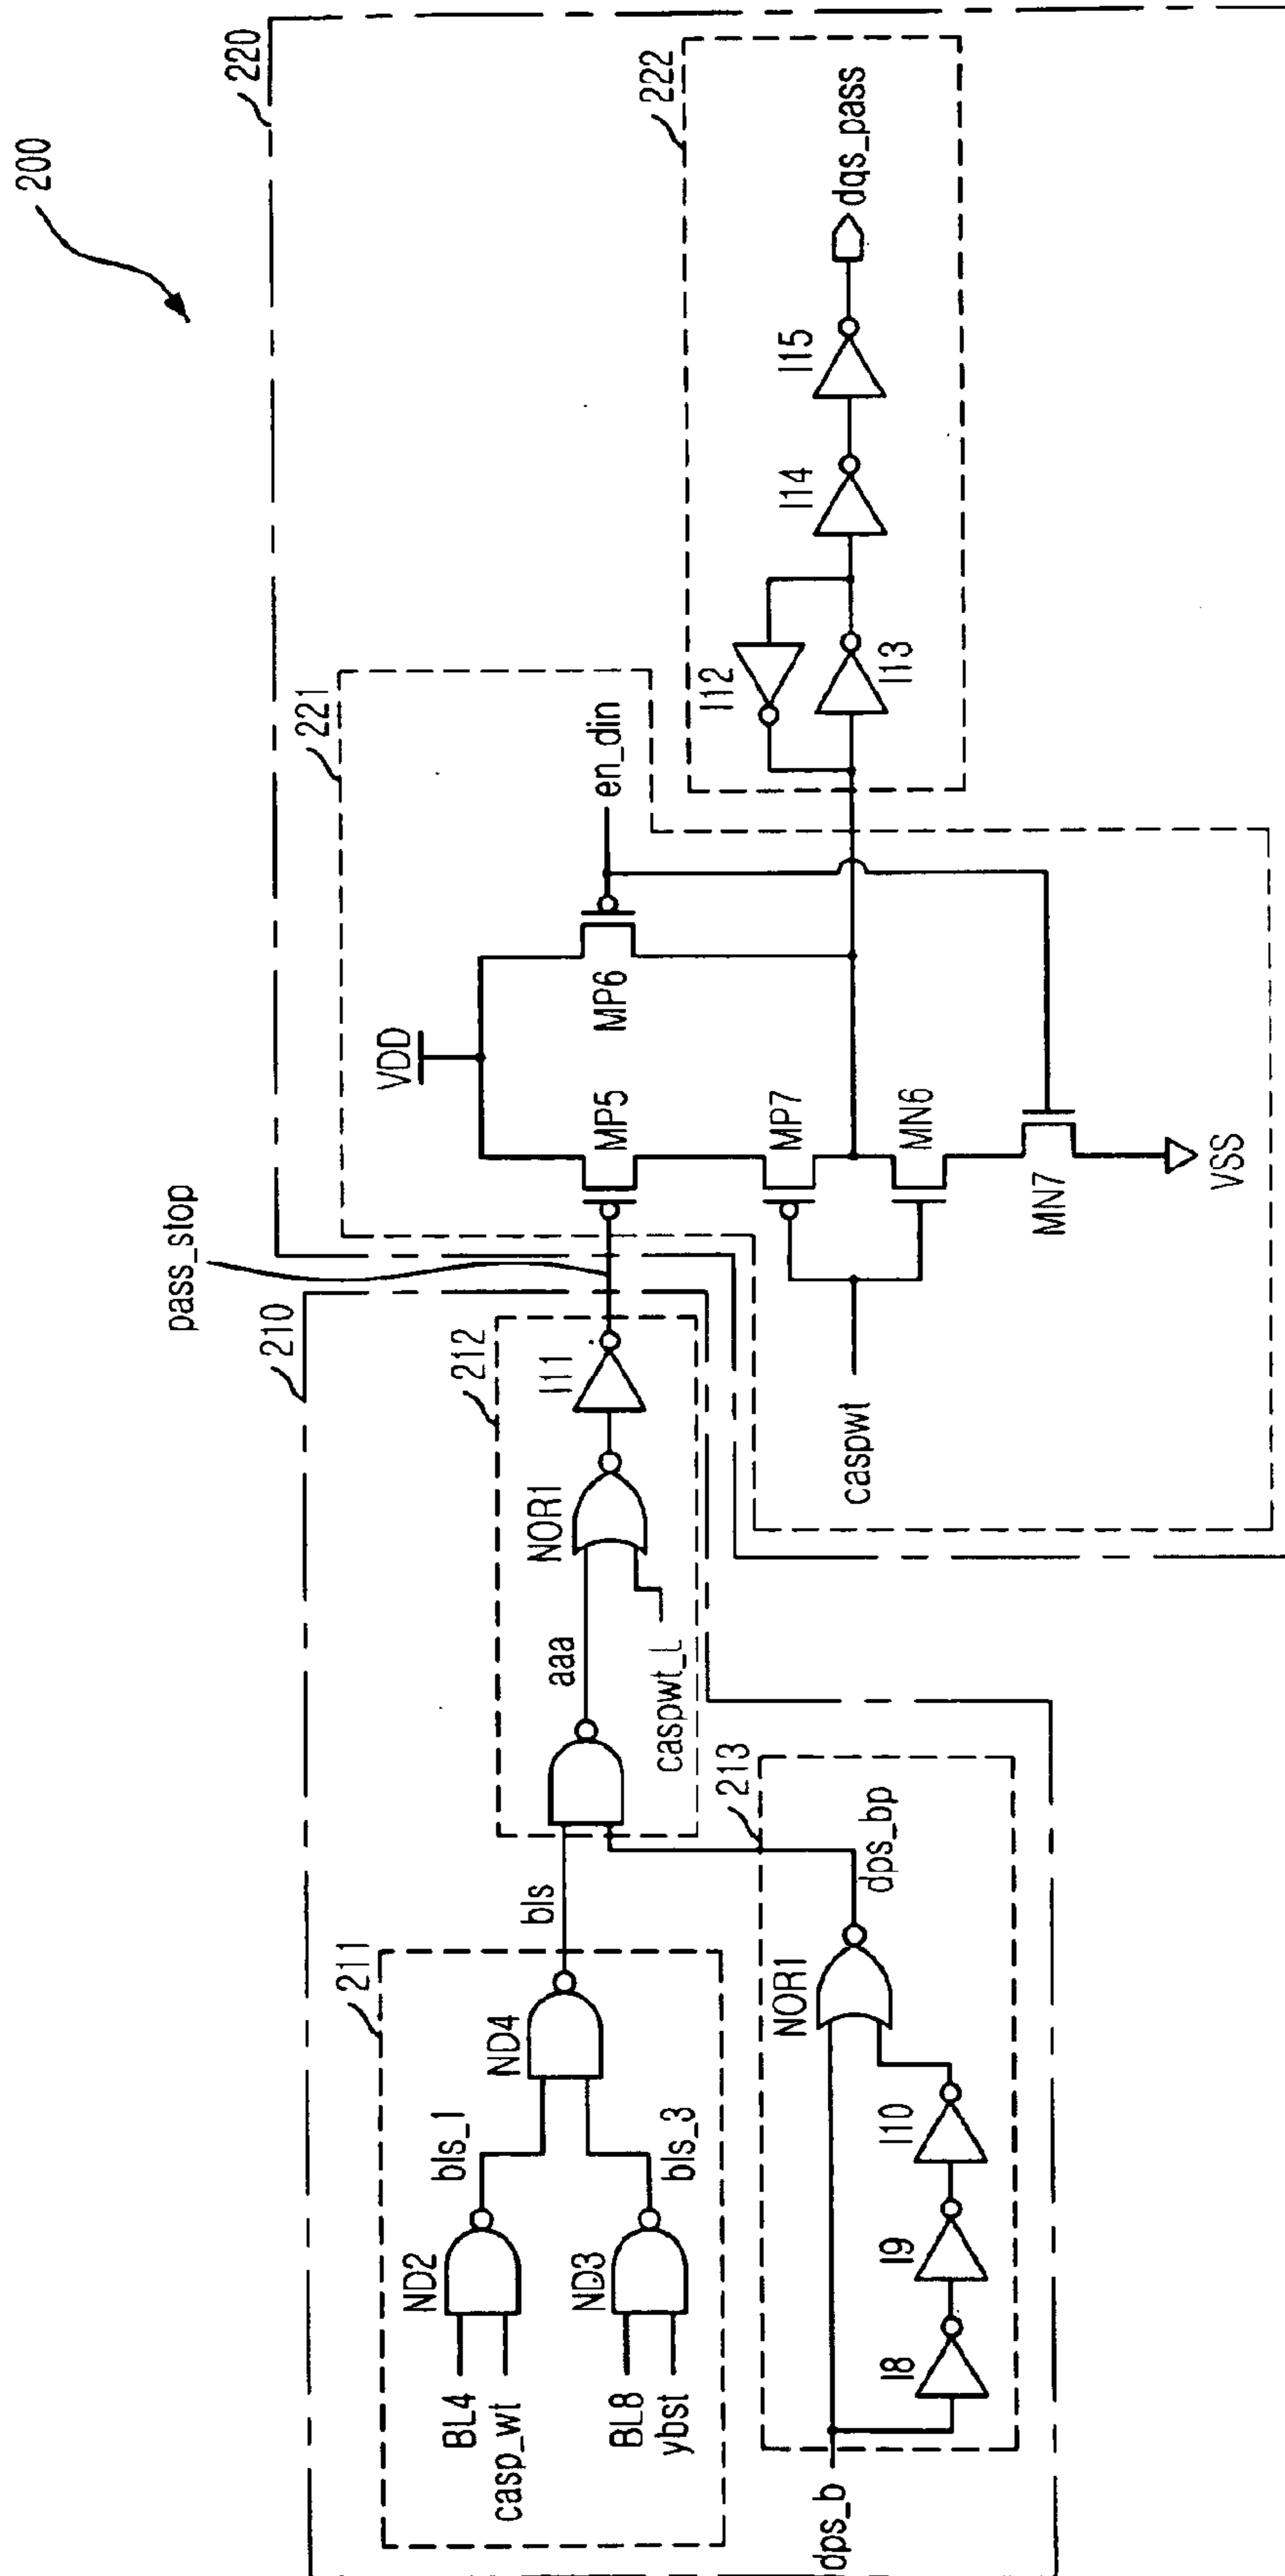 200
220
210
pass_stop
221
VDD
MP5
MP6
en_din
MP7
MN6
MN7
VSS
caspwt
222
I12
I13
I14
I15
dqs_pass
211
BL4
casp_wt
ND2
bls_1
BL8
ybst
ND3
bls_3
ND4
bls
212
aaa
caspwt_L
NOR1
I11
213
dps_b
I8
I9
I10
NOR1
dps_bp